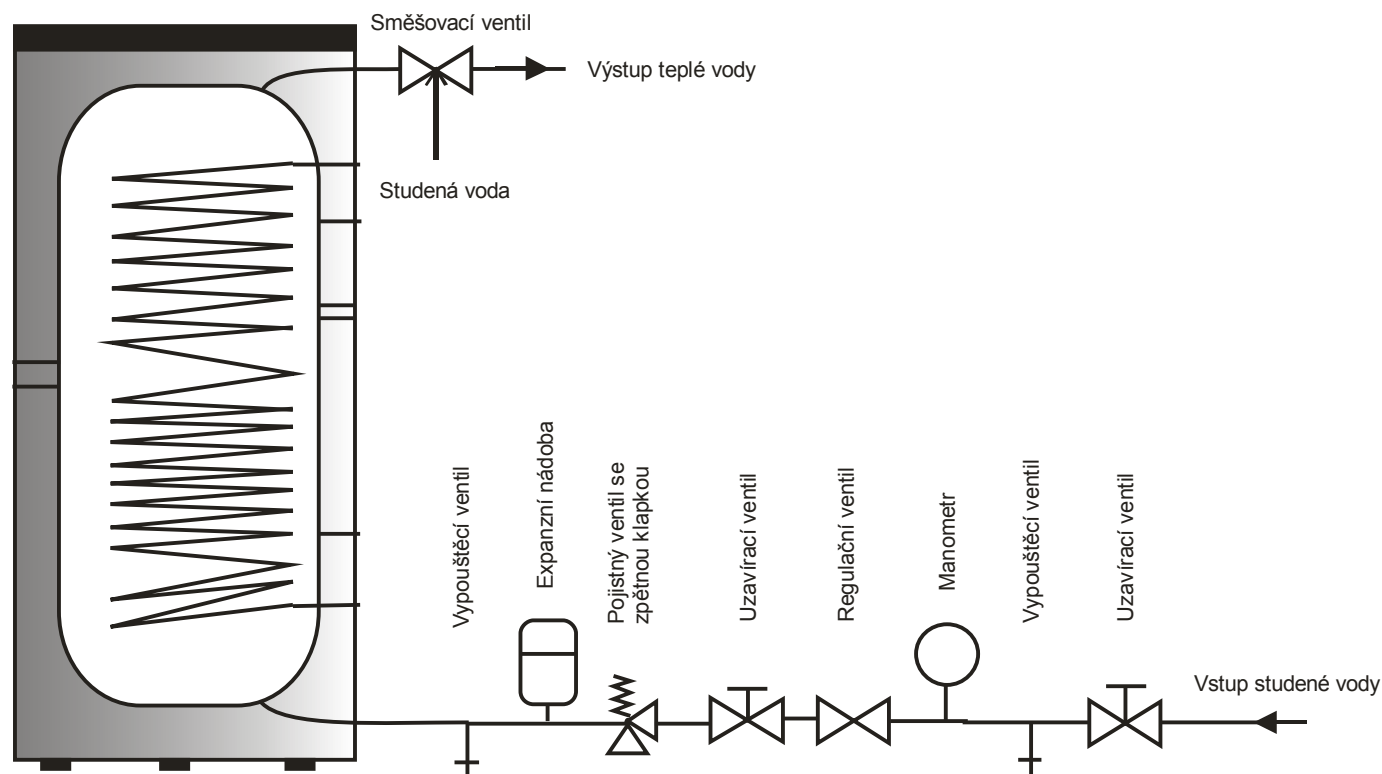 Směšovací ventil
Výstup teplé vody
Studená voda
Vypouštěcí ventil
Expanzní nádoba
Pojistný ventil se
zpětnou klapkou
Uzavírací ventil
Regulační ventil
Manometr
Vypouštěcí ventil
Uzavírací ventil
Vstup studené vody